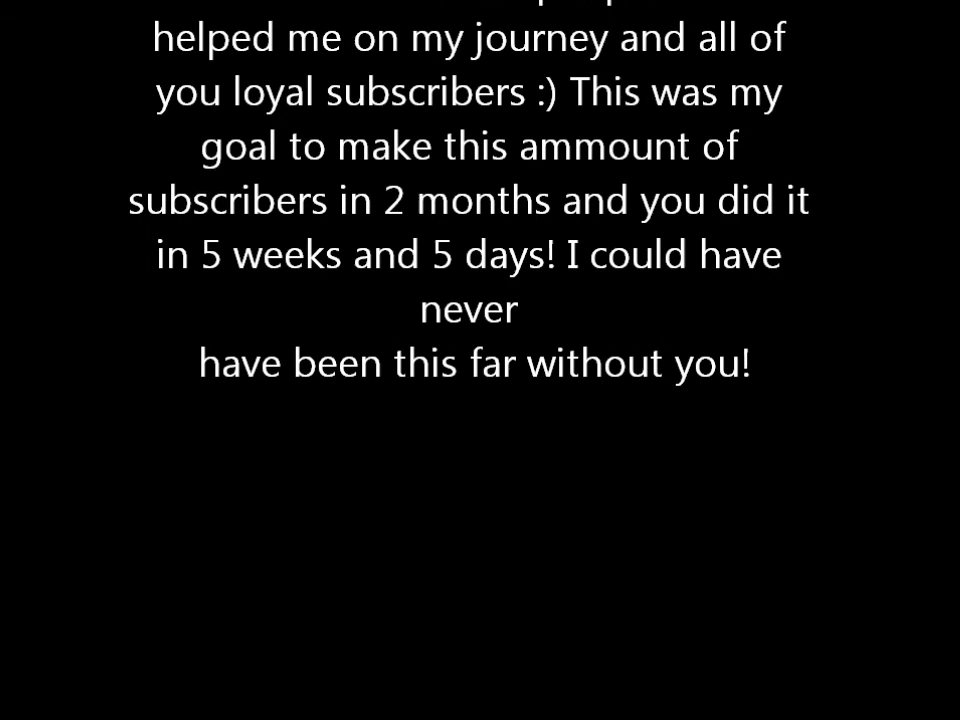 helped me on my journey and all of
you loyal subscribers :) This was my
goal to make this ammount of
subscribers in 2 months and you did it
in 5 weeks and 5 days! I could have
never
have been this far without you!